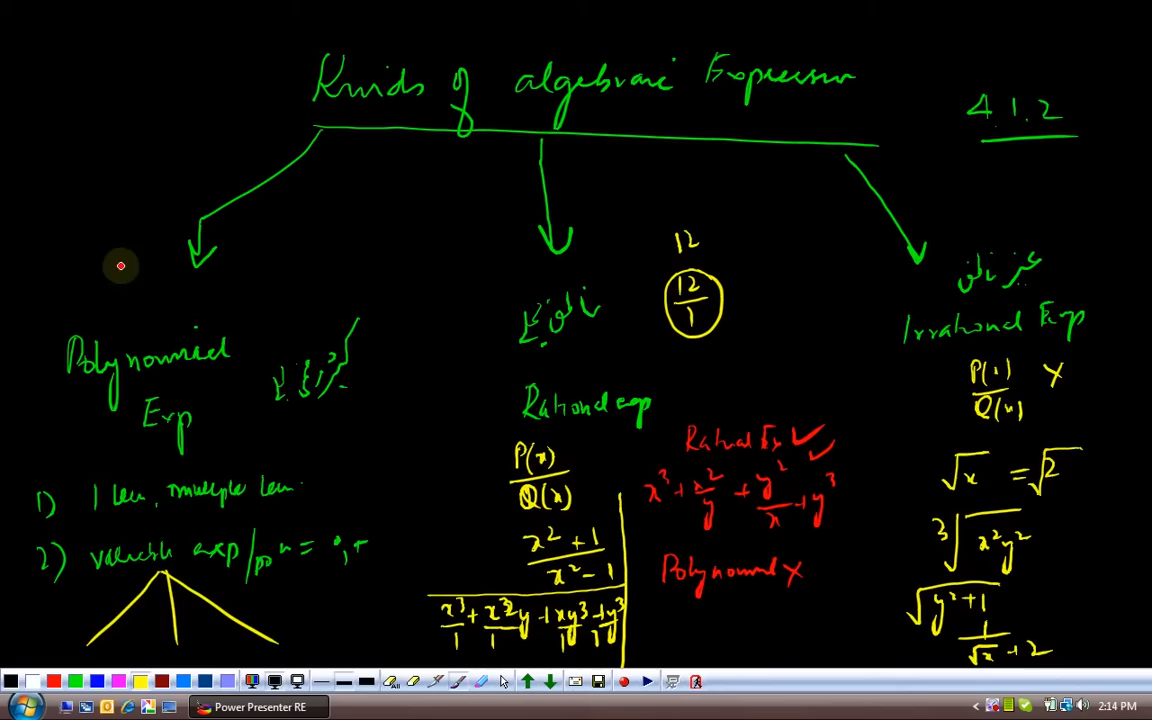 Kinds of algebraic Expression
4.1.2
12
12
1
ناطق
غیر ناطق
Irrational Exp
P(x)
Q(x)
X
Polynomial
Exp
Rational exp
P(x)
Q(x)
Rational Ex ✓
x³ + x²/y + y²/x + y³
Polynomial x
√x = √2
1) 1 term, multiple term
2) variable exp/pow = 0, +
x² + 1
x² - 1
∛x²y²
√y² + 1
1
√x + 2
Power Presenter RE
2:14 PM